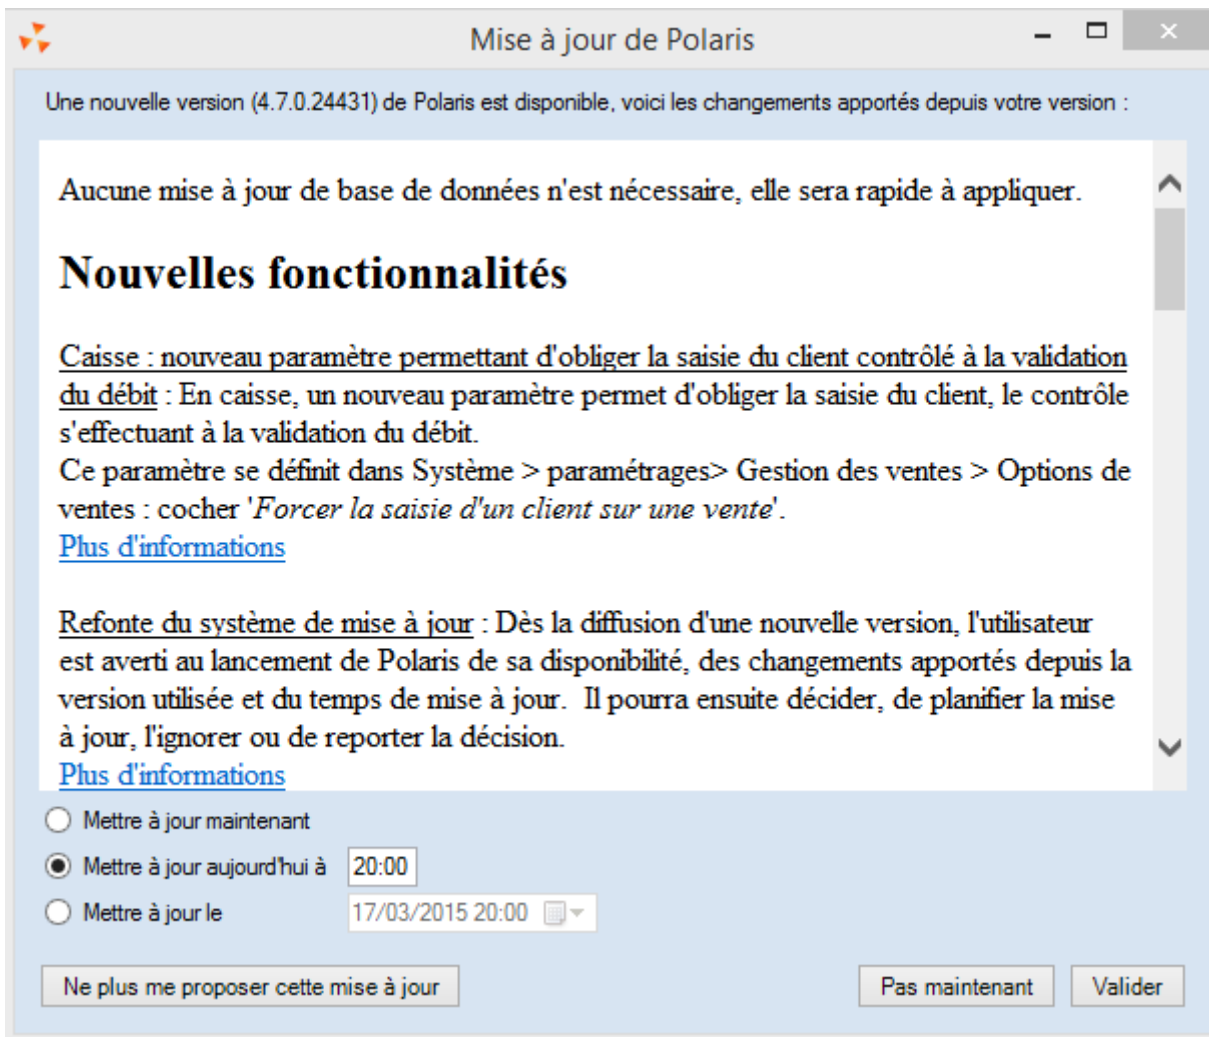 Mise à jour de Polaris
Une nouvelle version (4.7.0.24431) de Polaris est disponible, voici les changements apportés depuis votre version :
Aucune mise à jour de base de données n'est nécessaire, elle sera rapide à appliquer.
Nouvelles fonctionnalités
Caisse : nouveau paramètre permettant d'obliger la saisie du client contrôlé à la validation
du débit : En caisse, un nouveau paramètre permet d'obliger la saisie du client, le contrôle
s'effectuant à la validation du débit.
Ce paramètre se définit dans Système > paramétrages> Gestion des ventes > Options de
ventes : cocher 'Forcer la saisie d'un client sur une vente'.
Plus d'informations
Refonte du système de mise à jour : Dès la diffusion d'une nouvelle version, l'utilisateur
est averti au lancement de Polaris de sa disponibilité, des changements apportés depuis la
version utilisée et du temps de mise à jour.  Il pourra ensuite décider, de planifier la mise
à jour, l'ignorer ou de reporter la décision.
Plus d'informations
Mettre à jour maintenant
Mettre à jour aujourd'hui à 20:00
Mettre à jour le 17/03/2015 20:00
Ne plus me proposer cette mise à jour Pas maintenant Valider